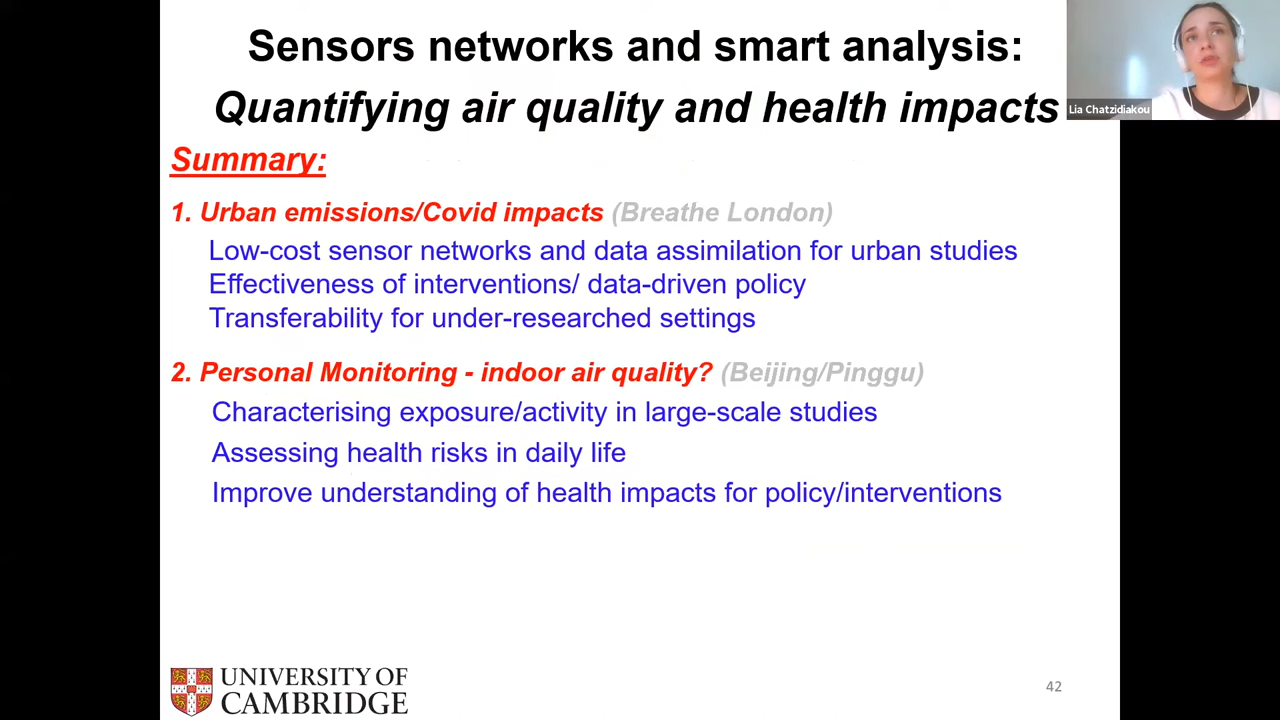 Sensors networks and smart analysis:
Quantifying air quality and health impacts
Lia Chatzidiakou
Summary:
1. Urban emissions/Covid impacts (Breathe London)
Low-cost sensor networks and data assimilation for urban studies
Effectiveness of interventions/ data-driven policy
Transferability for under-researched settings
2. Personal Monitoring - indoor air quality? (Beijing/Pinggu)
Characterising exposure/activity in large-scale studies
Assessing health risks in daily life
Improve understanding of health impacts for policy/interventions
UNIVERSITY OF
CAMBRIDGE
42